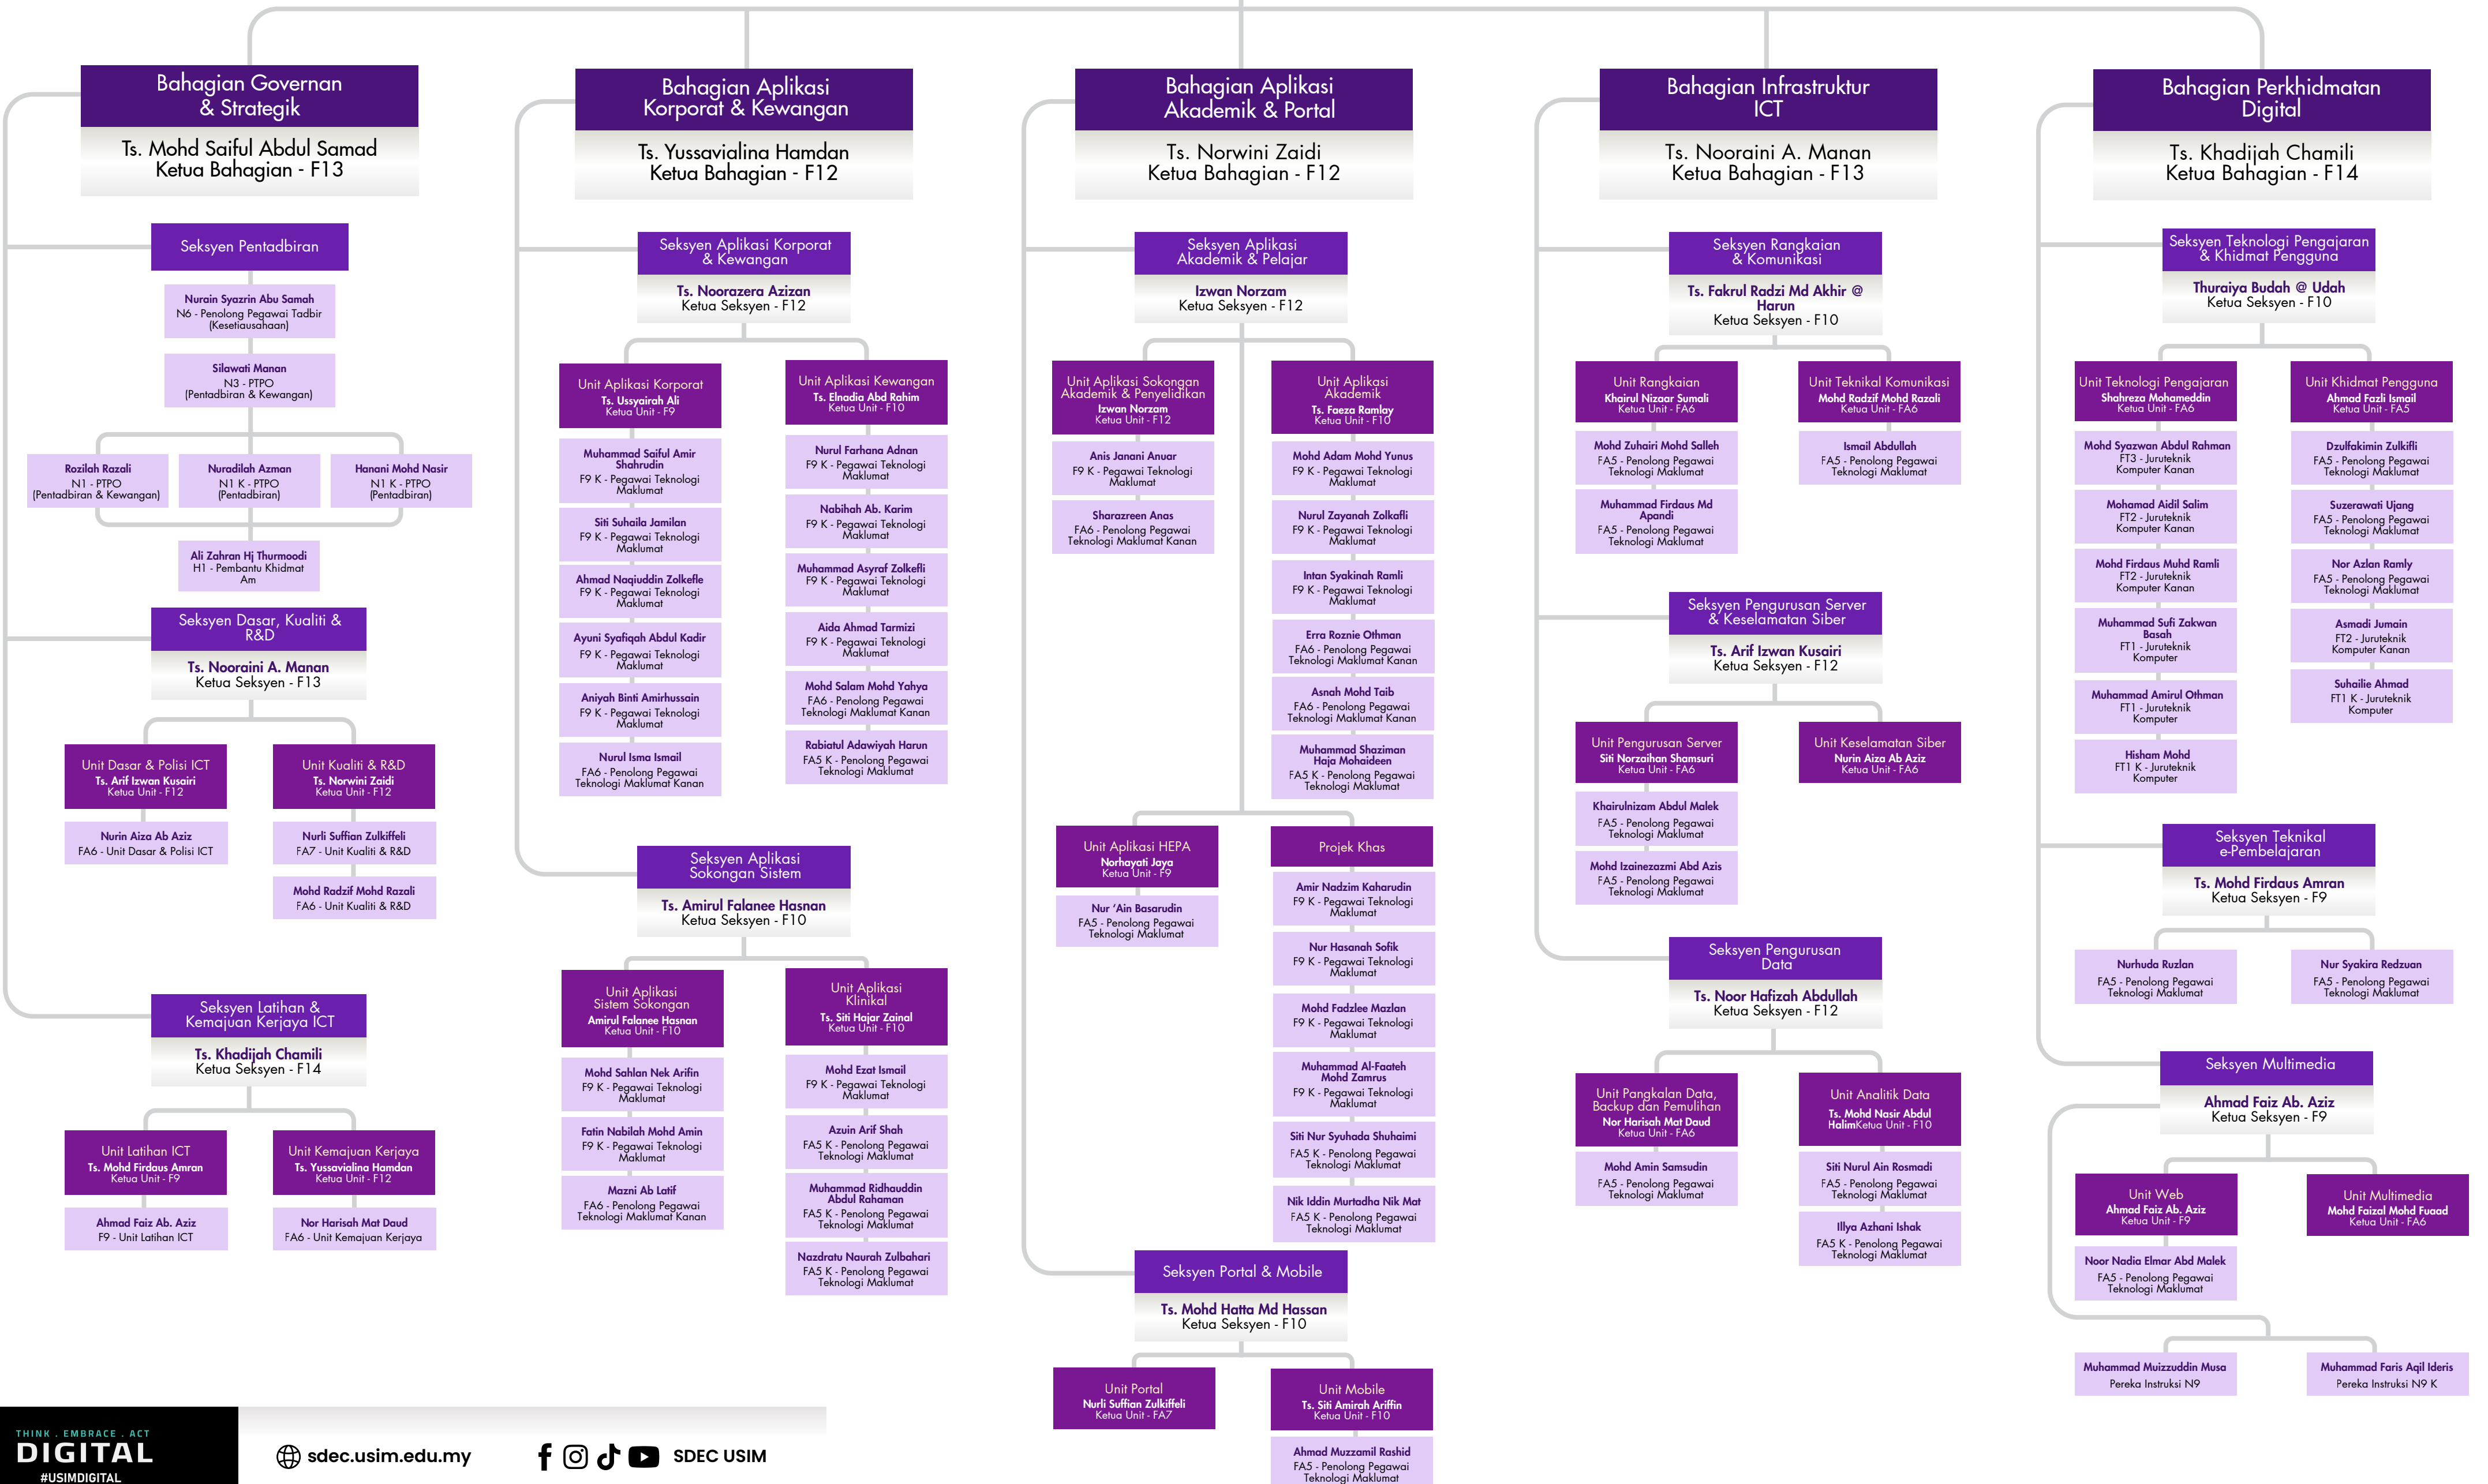 Bahagian Governan
& Strategik
Ts. Mohd Saiful Abdul Samad
Ketua Bahagian - F13
Seksyen Pentadbiran
Nurain Syazrin Abu Samah
N6 - Penolong Pegawai Tadbir
(Kesetiausahaan)
Silawati Manan
N3 - PTPO
(Pentadbiran & Kewangan)
Rozilah Razali
N1 - PTPO
(Pentadbiran & Kewangan)
Nuradilah Azman
N1 K - PTPO
(Pentadbiran)
Hanani Mohd Nasir
N1 K - PTPO
(Pentadbiran)
Ali Zahran Hj Thurmoodi
H1 - Pembantu Khidmat
Am
Seksyen Dasar, Kualiti &
R&D
Ts. Nooraini A. Manan
Ketua Seksyen - F13
Unit Dasar & Polisi ICT
Ts. Arif Izwan Kusairi
Ketua Unit - F12
Nurin Aiza Ab Aziz
FA6 - Unit Dasar & Polisi ICT
Unit Kualiti & R&D
Ts. Norwini Zaidi
Ketua Unit - F12
Nurli Suffian Zulkiffeli
FA7 - Unit Kualiti & R&D
Mohd Radzif Mohd Razali
FA6 - Unit Kualiti & R&D
Seksyen Latihan &
Kemajuan Kerjaya ICT
Ts. Khadijah Chamili
Ketua Seksyen - F14
Unit Latihan ICT
Ts. Mohd Firdaus Amran
Ketua Unit - F9
Ahmad Faiz Ab. Aziz
F9 - Unit Latihan ICT
Unit Kemajuan Kerjaya
Ts. Yussavialina Hamdan
Ketua Unit - F12
Nor Harisah Mat Daud
FA6 - Unit Kemajuan Kerjaya
Bahagian Aplikasi
Korporat & Kewangan
Ts. Yussavialina Hamdan
Ketua Bahagian - F12
Seksyen Aplikasi Korporat
& Kewangan
Ts. Noorazera Azizan
Ketua Seksyen - F12
Unit Aplikasi Korporat
Ts. Ussyairah Ali
Ketua Unit - F9
Muhammad Saiful Amir
Shahrudin
F9 K - Pegawai Teknologi
Maklumat
Siti Suhaila Jamilan
F9 K - Pegawai Teknologi
Maklumat
Ahmad Naqiuddin Zolkefle
F9 K - Pegawai Teknologi
Maklumat
Ayuni Syafiqah Abdul Kadir
F9 K - Pegawai Teknologi
Maklumat
Aniyah Binti Amirhussain
F9 K - Pegawai Teknologi
Maklumat
Nurul Isma Ismail
FA6 - Penolong Pegawai
Teknologi Maklumat Kanan
Unit Aplikasi Kewangan
Ts. Elnadia Abd Rahim
Ketua Unit - F10
Nurul Farhana Adnan
F9 K - Pegawai Teknologi
Maklumat
Nabihah Ab. Karim
F9 K - Pegawai Teknologi
Maklumat
Muhammad Asyraf Zolkefli
F9 K - Pegawai Teknologi
Maklumat
Aida Ahmad Tarmizi
F9 K - Pegawai Teknologi
Maklumat
Mohd Salam Mohd Yahya
FA6 - Penolong Pegawai
Teknologi Maklumat Kanan
Rabiatul Adawiyah Harun
FA5 K - Penolong Pegawai
Teknologi Maklumat
Seksyen Aplikasi
Sokongan Sistem
Ts. Amirul Falanee Hasnan
Ketua Seksyen - F10
Unit Aplikasi
Sistem Sokongan
Amirul Falanee Hasnan
Ketua Unit - F10
Mohd Sahlan Nek Arifin
F9 K - Pegawai Teknologi
Maklumat
Fatin Nabilah Mohd Amin
F9 K - Pegawai Teknologi
Maklumat
Mazni Ab Latif
FA6 - Penolong Pegawai
Teknologi Maklumat Kanan
Unit Aplikasi
Klinikal
Ts. Siti Hajar Zainal
Ketua Unit - F10
Mohd Ezat Ismail
F9 K - Pegawai Teknologi
Maklumat
Azuin Arif Shah
FA5 K - Penolong Pegawai
Teknologi Maklumat
Muhammad Ridhauddin
Abdul Rahaman
FA5 K - Penolong Pegawai
Teknologi Maklumat
Nazdratu Naurah Zulbahari
FA5 K - Penolong Pegawai
Teknologi Maklumat
Bahagian Aplikasi
Akademik & Portal
Ts. Norwini Zaidi
Ketua Bahagian - F12
Seksyen Aplikasi
Akademik & Pelajar
Izwan Norzam
Ketua Seksyen - F12
Unit Aplikasi Sokongan
Akademik & Penyelidikan
Izwan Norzam
Ketua Unit - F12
Anis Janani Anuar
F9 K - Pegawai Teknologi
Maklumat
Sharazreen Anas
FA6 - Penolong Pegawai
Teknologi Maklumat Kanan
Unit Aplikasi
Akademik
Ts. Faeza Ramlay
Ketua Unit - F10
Mohd Adam Mohd Yunus
F9 K - Pegawai Teknologi
Maklumat
Nurul Zayanah Zolkafli
F9 K - Pegawai Teknologi
Maklumat
Intan Syakinah Ramli
F9 K - Pegawai Teknologi
Maklumat
Erra Roznie Othman
FA6 - Penolong Pegawai
Teknologi Maklumat Kanan
Asnah Mohd Taib
FA6 - Penolong Pegawai
Teknologi Maklumat Kanan
Muhammad Shaziman
Haja Mohaideen
FA5 K - Penolong Pegawai
Teknologi Maklumat
Unit Aplikasi HEPA
Norhayati Jaya
Ketua Unit - F9
Nur ‘Ain Basarudin
FA5 - Penolong Pegawai
Teknologi Maklumat
Projek Khas
Amir Nadzim Kaharudin
F9 K - Pegawai Teknologi
Maklumat
Nur Hasanah Sofik
F9 K - Pegawai Teknologi
Maklumat
Mohd Fadzlee Mazlan
F9 K - Pegawai Teknologi
Maklumat
Muhammad Al-Faateh
Mohd Zamrus
F9 K - Pegawai Teknologi
Maklumat
Siti Nur Syuhada Shuhaimi
FA5 K - Penolong Pegawai
Teknologi Maklumat
Nik Iddin Murtadha Nik Mat
FA5 K - Penolong Pegawai
Teknologi Maklumat
Seksyen Portal & Mobile
Ts. Mohd Hatta Md Hassan
Ketua Seksyen - F10
Unit Portal
Nurli Suffian Zulkiffeli
Ketua Unit - FA7
Unit Mobile
Ts. Siti Amirah Ariffin
Ketua Unit - F10
Ahmad Muzzamil Rashid
FA5 - Penolong Pegawai
Teknologi Maklumat
Bahagian Infrastruktur
ICT
Ts. Nooraini A. Manan
Ketua Bahagian - F13
Seksyen Rangkaian
& Komunikasi
Ts. Fakrul Radzi Md Akhir @
Harun
Ketua Seksyen - F10
Unit Rangkaian
Khairul Nizaar Sumali
Ketua Unit - FA6
Mohd Zuhairi Mohd Salleh
FA5 - Penolong Pegawai
Teknologi Maklumat
Muhammad Firdaus Md
Apandi
FA5 - Penolong Pegawai
Teknologi Maklumat
Unit Teknikal Komunikasi
Mohd Radzif Mohd Razali
Ketua Unit - FA6
Ismail Abdullah
FA5 - Penolong Pegawai
Teknologi Maklumat
Seksyen Pengurusan Server
& Keselamatan Siber
Ts. Arif Izwan Kusairi
Ketua Seksyen - F12
Unit Pengurusan Server
Siti Norzaihan Shamsuri
Ketua Unit - FA6
Khairulnizam Abdul Malek
FA5 - Penolong Pegawai
Teknologi Maklumat
Mohd Izainezazmi Abd Azis
FA5 - Penolong Pegawai
Teknologi Maklumat
Unit Keselamatan Siber
Nurin Aiza Ab Aziz
Ketua Unit - FA6
Seksyen Pengurusan
Data
Ts. Noor Hafizah Abdullah
Ketua Seksyen - F12
Unit Pangkalan Data,
Backup dan Pemulihan
Nor Harisah Mat Daud
Ketua Unit - FA6
Mohd Amin Samsudin
FA5 - Penolong Pegawai
Teknologi Maklumat
Unit Analitik Data
Ts. Mohd Nasir Abdul
HalimKetua Unit - F10
Siti Nurul Ain Rosmadi
FA5 - Penolong Pegawai
Teknologi Maklumat
Illya Azhani Ishak
FA5 K - Penolong Pegawai
Teknologi Maklumat
Bahagian Perkhidmatan
Digital
Ts. Khadijah Chamili
Ketua Bahagian - F14
Seksyen Teknologi Pengajaran
& Khidmat Pengguna
Thuraiya Budah @ Udah
Ketua Seksyen - F10
Unit Teknologi Pengajaran
Shahreza Mohameddin
Ketua Unit - FA6
Mohd Syazwan Abdul Rahman
FT3 - Juruteknik
Komputer Kanan
Mohamad Aidil Salim
FT2 - Juruteknik
Komputer Kanan
Mohd Firdaus Muhd Ramli
FT2 - Juruteknik
Komputer Kanan
Muhammad Sufi Zakwan
Basah
FT1 - Juruteknik
Komputer
Muhammad Amirul Othman
FT1 - Juruteknik
Komputer
Hisham Mohd
FT1 K - Juruteknik
Komputer
Unit Khidmat Pengguna
Ahmad Fazli Ismail
Ketua Unit - FA5
Dzulfakimin Zulkifli
FA5 - Penolong Pegawai
Teknologi Maklumat
Suzerawati Ujang
FA5 - Penolong Pegawai
Teknologi Maklumat
Nor Azlan Ramly
FA5 - Penolong Pegawai
Teknologi Maklumat
Asmadi Jumain
FT2 - Juruteknik
Komputer Kanan
Suhailie Ahmad
FT1 K - Juruteknik
Komputer
Seksyen Teknikal
e-Pembelajaran
Ts. Mohd Firdaus Amran
Ketua Seksyen - F9
Nurhuda Ruzlan
FA5 - Penolong Pegawai
Teknologi Maklumat
Nur Syakira Redzuan
FA5 - Penolong Pegawai
Teknologi Maklumat
Seksyen Multimedia
Ahmad Faiz Ab. Aziz
Ketua Seksyen - F9
Unit Web
Ahmad Faiz Ab. Aziz
Ketua Unit - F9
Noor Nadia Elmar Abd Malek
FA5 - Penolong Pegawai
Teknologi Maklumat
Unit Multimedia
Mohd Faizal Mohd Fuaad
Ketua Unit - FA6
Muhammad Muizzuddin Musa
Pereka Instruksi N9
Muhammad Faris Aqil Ideris
Pereka Instruksi N9 K
THINK . EMBRACE . ACT
DIGITAL
#USIMDIGITAL
sdec.usim.edu.my
SDEC USIM